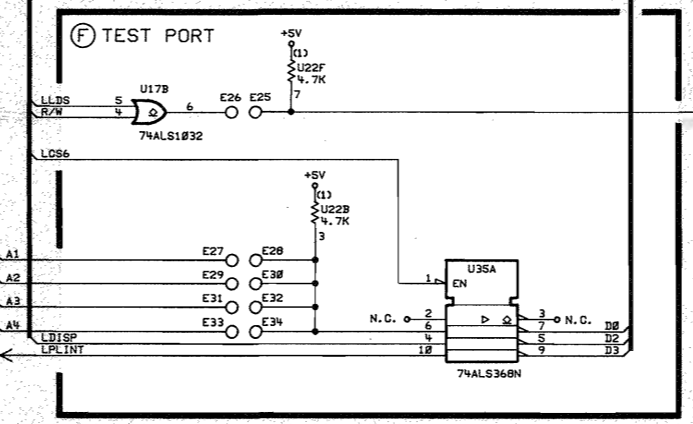 F TEST PORT
+5V
(1)
U22F
4.7K
7
U17B
LLDS 5
R/W 4
6
E26 E25
74ALS1032
LCS6
+5V
(1)
U22B
4.7K
3
A1 E27 E28
A2 E29 E30
A3 E31 E32
A4 E33 E34
U35A
1 EN
N.C. 2 3 N.C.
6 7 D0
LDISP 4 5 D2
LPLINT 10 9 D3
74ALS368N